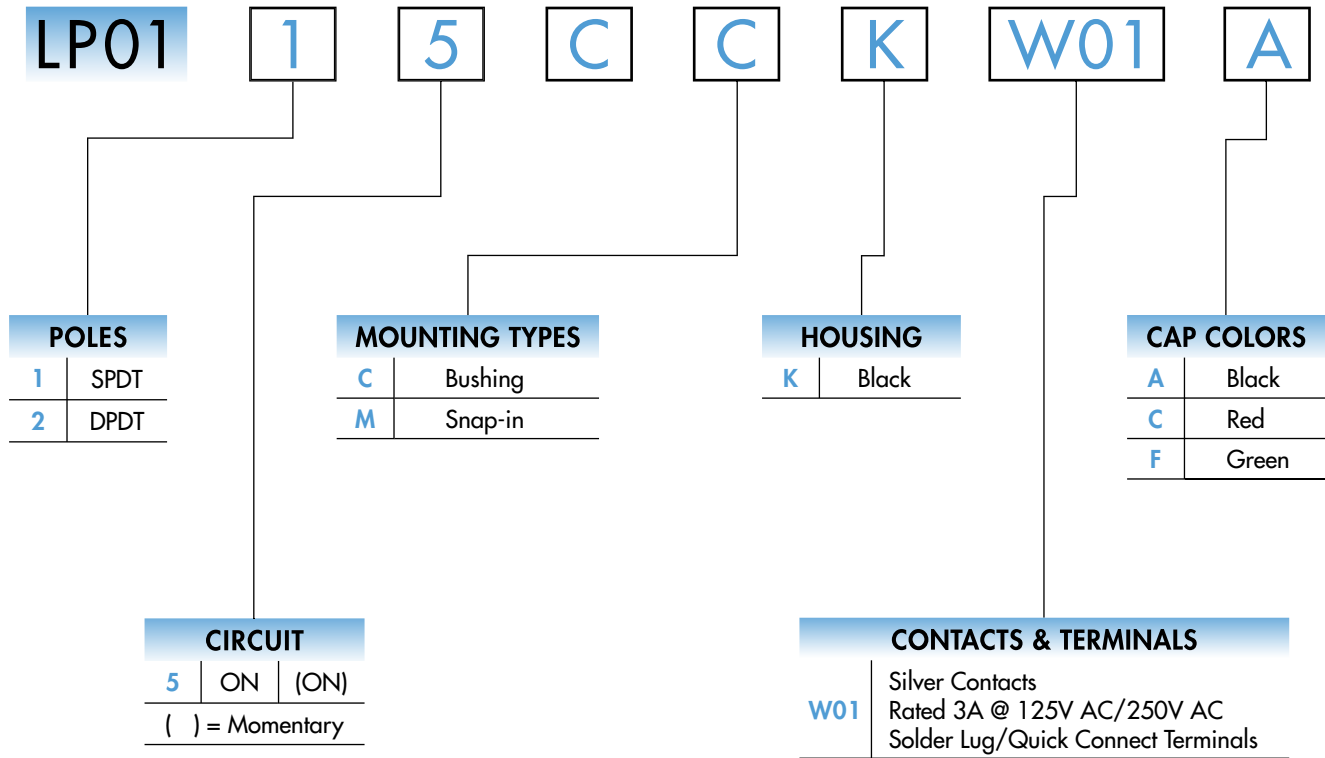 LP01 1 5 C C K W01 A
POLES
1 SPDT
2 DPDT
MOUNTING TYPES
C Bushing
M Snap-in
HOUSING
K Black
CAP COLORS
A Black
C Red
F Green
CIRCUIT
5 ON (ON)
( ) = Momentary
CONTACTS & TERMINALS
W01 Silver Contacts
Rated 3A @ 125V AC/250V AC
Solder Lug/Quick Connect Terminals